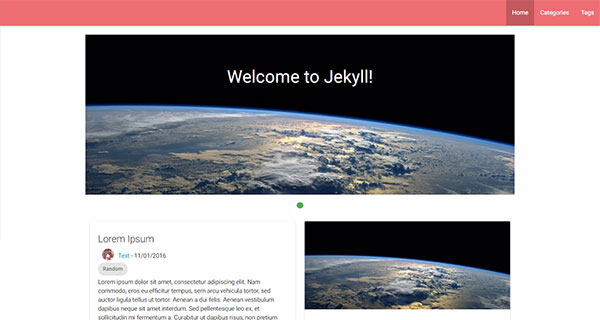 Home Categories Tags
Welcome to Jekyll!
Lorem Ipsum
Text - 11/01/2016
Random
Lorem ipsum dolor sit amet, consectetur adipiscing elit. Nam
commodo, eros eu efficitur tempus, sem arcu vehicula tortor, sed
auctor ligula tellus ut tortor. Aenean a dui felis. Aenean vestibulum
dapibus neque sit amet interdum. Sed pellentesque leo ex, et
sollicitudin mi fermentum a. Curabitur ut dapibus risus, non pretium